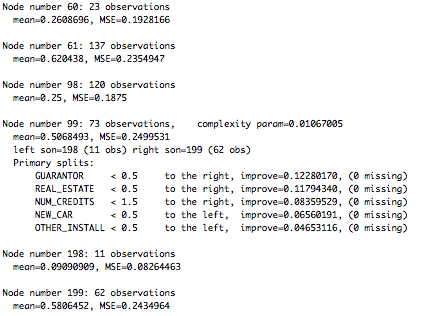 Node number 60: 23 observations
mean=0.2608696, MSE=0.1928166
Node number 61: 137 observations
mean=0.620438, MSE=0.2354947
Node number 98: 120 observations
mean=0.25, MSE=0.1875
Node number 99: 73 observations,    complexity param=0.01067005
mean=0.5068493, MSE=0.2499531
left son=198 (11 obs) right son=199 (62 obs)
Primary splits:
GUARANTOR     < 0.5    to the right, improve=0.12280170, (0 missing)
REAL_ESTATE   < 0.5    to the right, improve=0.11794340, (0 missing)
NUM_CREDITS   < 1.5    to the right, improve=0.08359529, (0 missing)
NEW_CAR       < 0.5    to the left,  improve=0.06560191, (0 missing)
OTHER_INSTALL < 0.5    to the left,  improve=0.04653116, (0 missing)
Node number 198: 11 observations
mean=0.09090909, MSE=0.08264463
Node number 199: 62 observations
mean=0.5806452, MSE=0.2434964